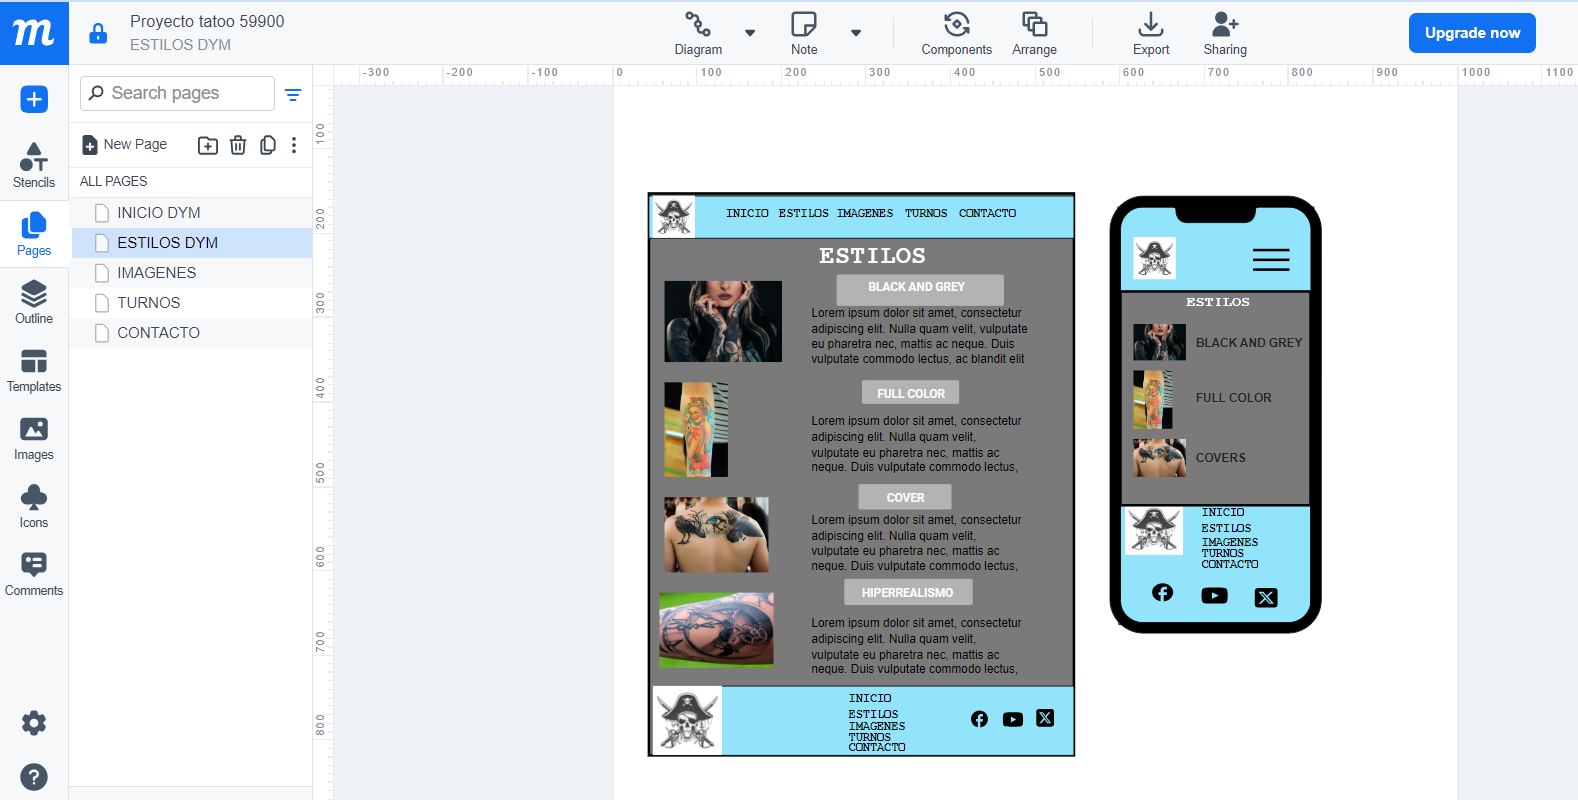 m
Proyecto tatoo 59900
ESTILOS DYM
Diagram
Note
Components
Arrange
Export
Sharing
Upgrade now
-300 -200 -100 0 100 200 300 400 500 600 700 800 900 1000 1100
Search pages
New Page
ALL PAGES
INICIO DYM
ESTILOS DYM
IMAGENES
TURNOS
CONTACTO
Stencils
Pages
Outline
Templates
Images
Icons
Comments
100
200
300
400
500
600
700
800
INICIO ESTILOS IMAGENES TURNOS CONTACTO
ESTILOS
BLACK AND GREY
Lorem ipsum dolor sit amet, consectetur
adipiscing elit. Nulla quam velit, vulputate
eu pharetra nec, mattis ac neque. Duis
vulputate commodo lectus, ac blandit elit
FULL COLOR
Lorem ipsum dolor sit amet, consectetur
adipiscing elit. Nulla quam velit,
vulputate eu pharetra nec, mattis ac
neque. Duis vulputate commodo lectus,
COVER
Lorem ipsum dolor sit amet, consectetur
adipiscing elit. Nulla quam velit,
vulputate eu pharetra nec, mattis ac
neque. Duis vulputate commodo lectus,
HIPERREALISMO
Lorem ipsum dolor sit amet, consectetur
adipiscing elit. Nulla quam velit,
vulputate eu pharetra nec, mattis ac
neque. Duis vulputate commodo lectus,
INICIO
ESTILOS
IMAGENES
TURNOS
CONTACTO
ESTILOS
BLACK AND GREY
FULL COLOR
COVERS
INICIO
ESTILOS
IMAGENES
TURNOS
CONTACTO